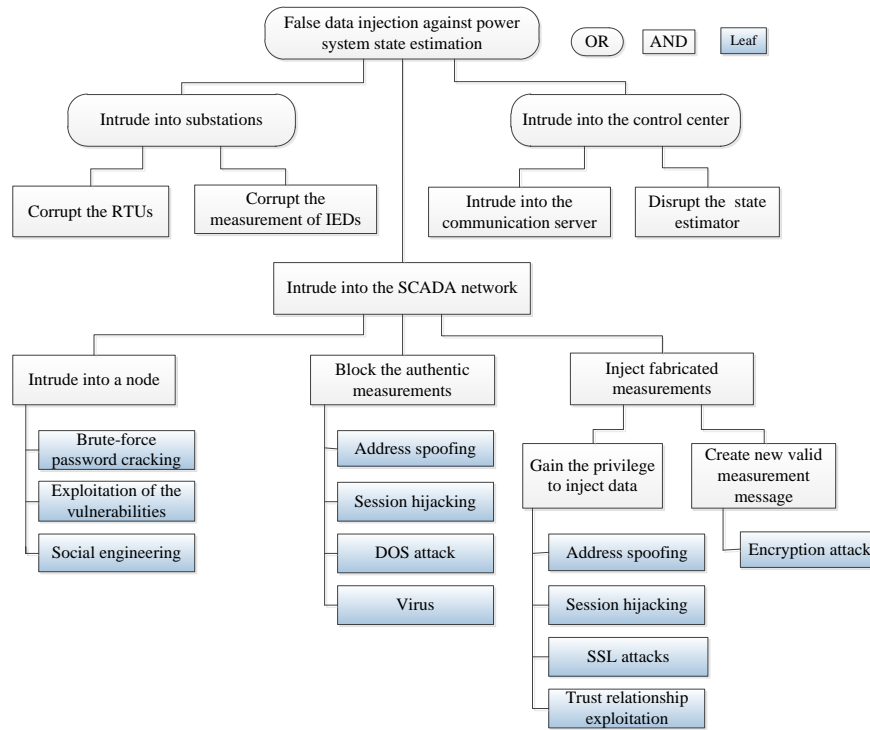 False data injection against power
system state estimation
OR
AND
Leaf
Intrude into substations
Intrude into the control center
Corrupt the RTUs
Corrupt the
measurement of IEDs
Intrude into the
communication server
Disrupt the state
estimator
Intrude into the SCADA network
Intrude into a node
Block the authentic
measurements
Inject fabricated
measurements
Brute-force
password cracking
Exploitation of the
vulnerabilities
Social engineering
Address spoofing
Session hijacking
DOS attack
Virus
Gain the privilege
to inject data
Create new valid
measurement
message
Address spoofing
Session hijacking
SSL attacks
Trust relationship
exploitation
Encryption attack